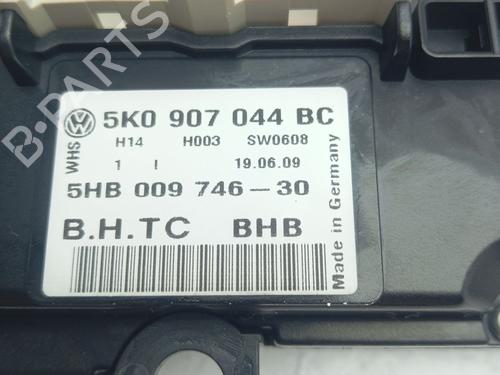 B-PARTS
WHS
5K0 907 044 BC
H14 H003 SW0608
1 I 19.06.09
5HB 009 746-30
B.H.TC BHB
Made in Germany